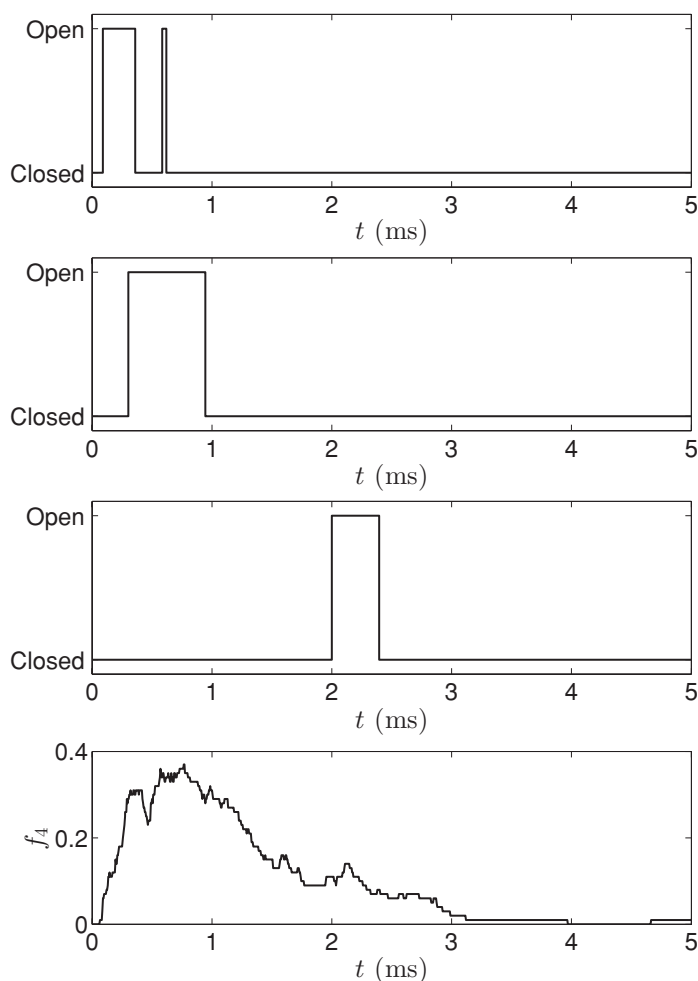 Open
Closed
0 1 2 3 4 5
t (ms)
Open
Closed
0 1 2 3 4 5
t (ms)
Open
Closed
0 1 2 3 4 5
t (ms)
0.4
0.2
f₄
0
0 1 2 3 4 5
t (ms)